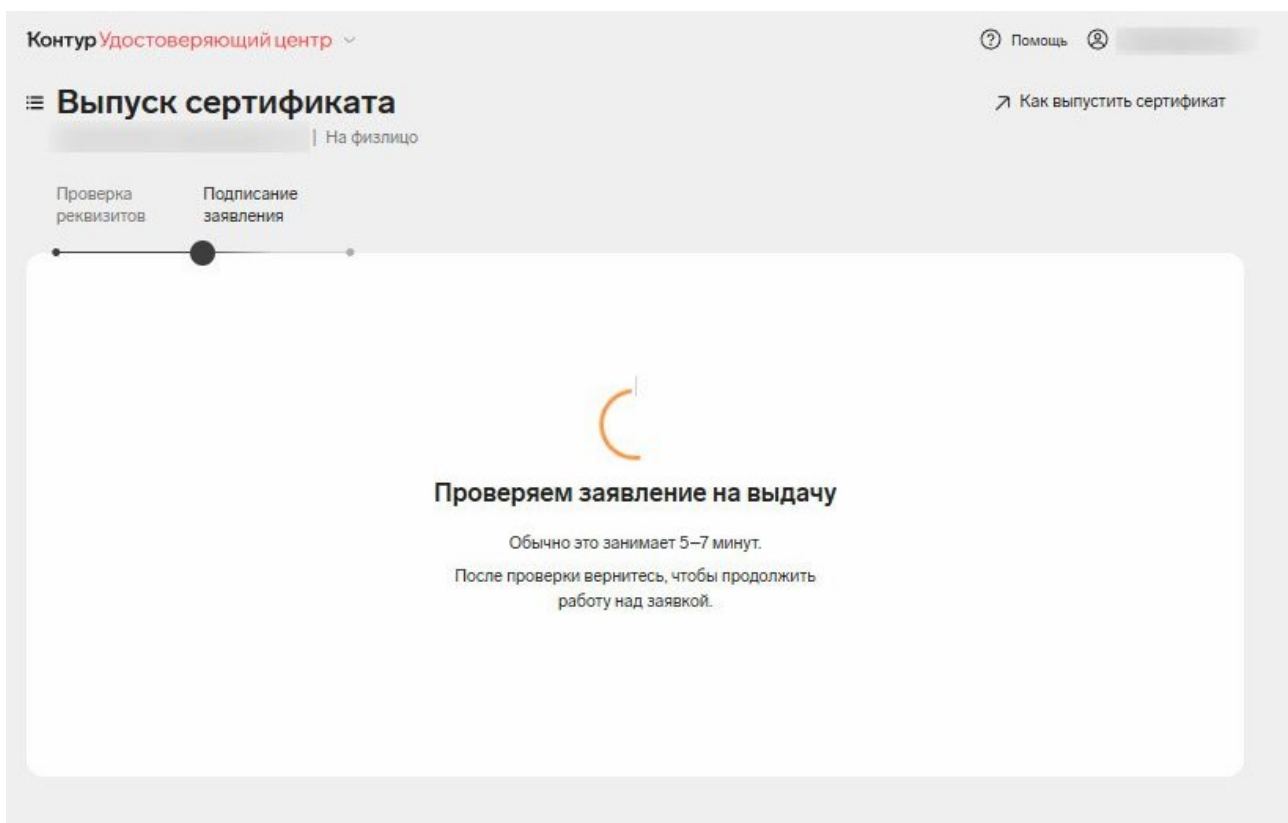 Контур Удостоверяющий центр
Помощь
Выпуск сертификата
Как выпустить сертификат
| На физлицо
Проверка реквизитов
Подписание заявления
Проверяем заявление на выдачу
Обычно это занимает 5–7 минут.
После проверки вернитесь, чтобы продолжить
работу над заявкой.